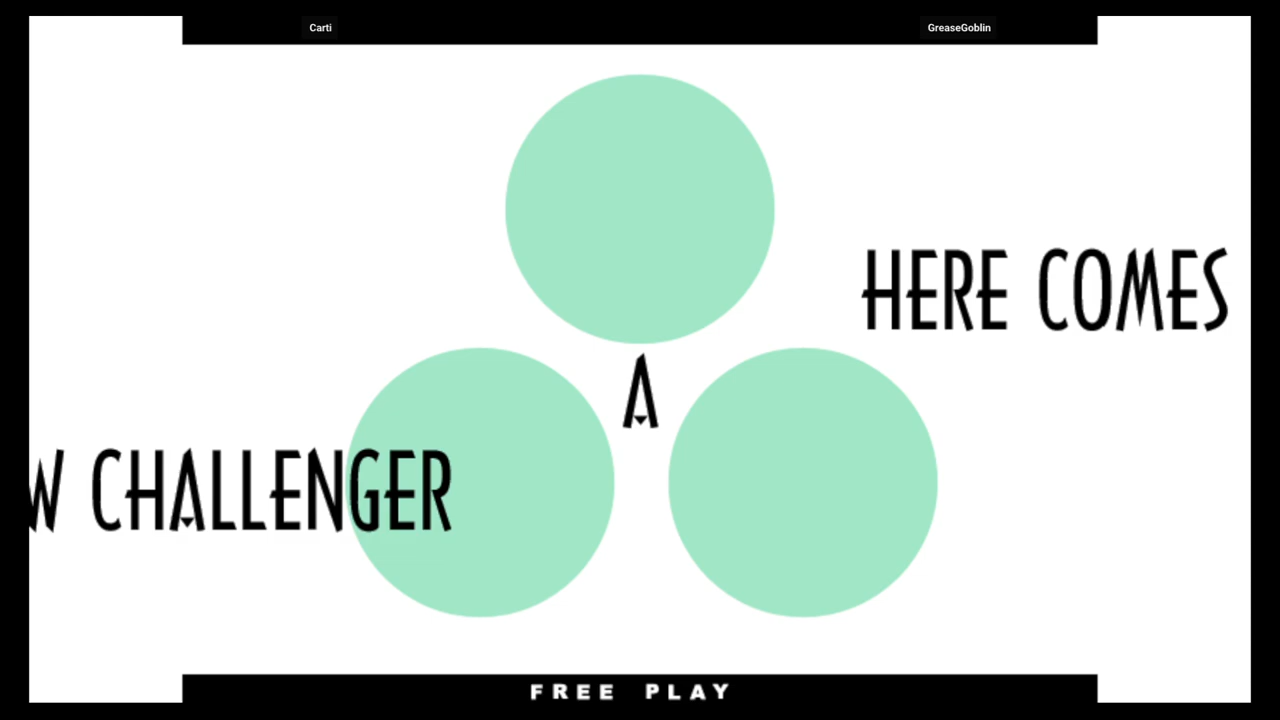 Carti
GreaseGoblin
HERE COMES
A
W CHALLENGER
FREE PLAY